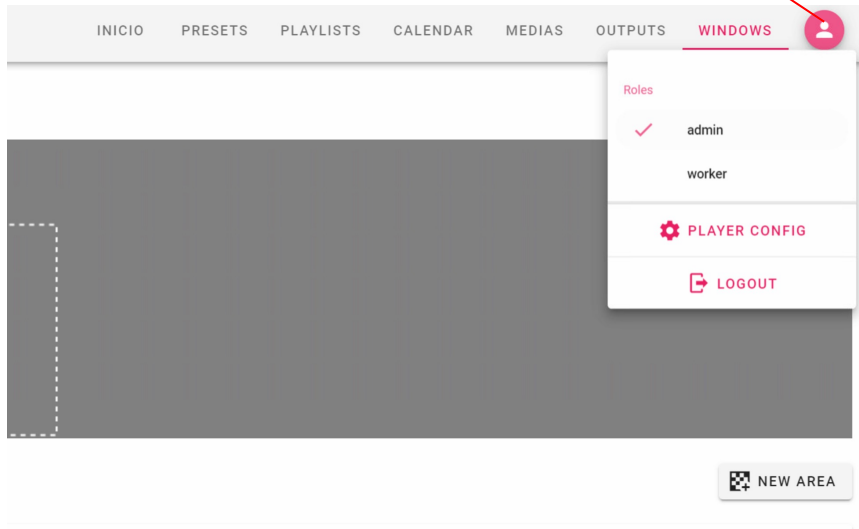 INICIO PRESETS PLAYLISTS CALENDAR MEDIAS OUTPUTS WINDOWS
Roles
admin
worker
PLAYER CONFIG
LOGOUT
NEW AREA